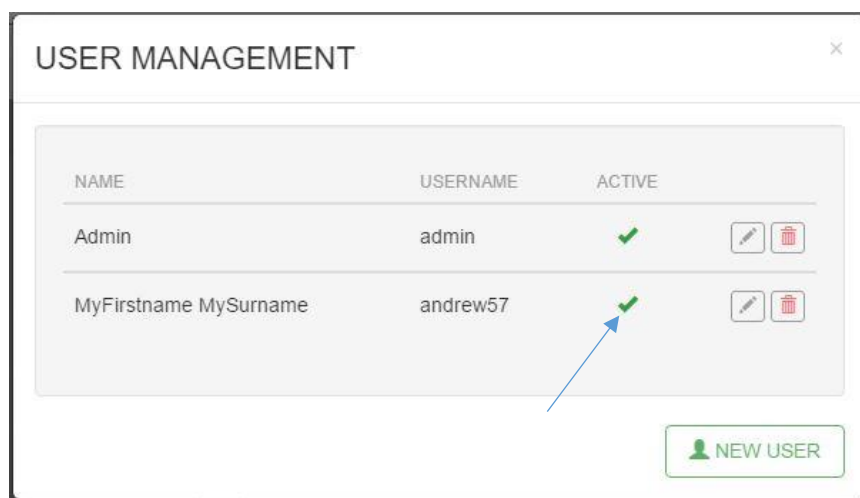 USER MANAGEMENT
NAME USERNAME ACTIVE
Admin admin
MyFirstname MySurname andrew57
NEW USER